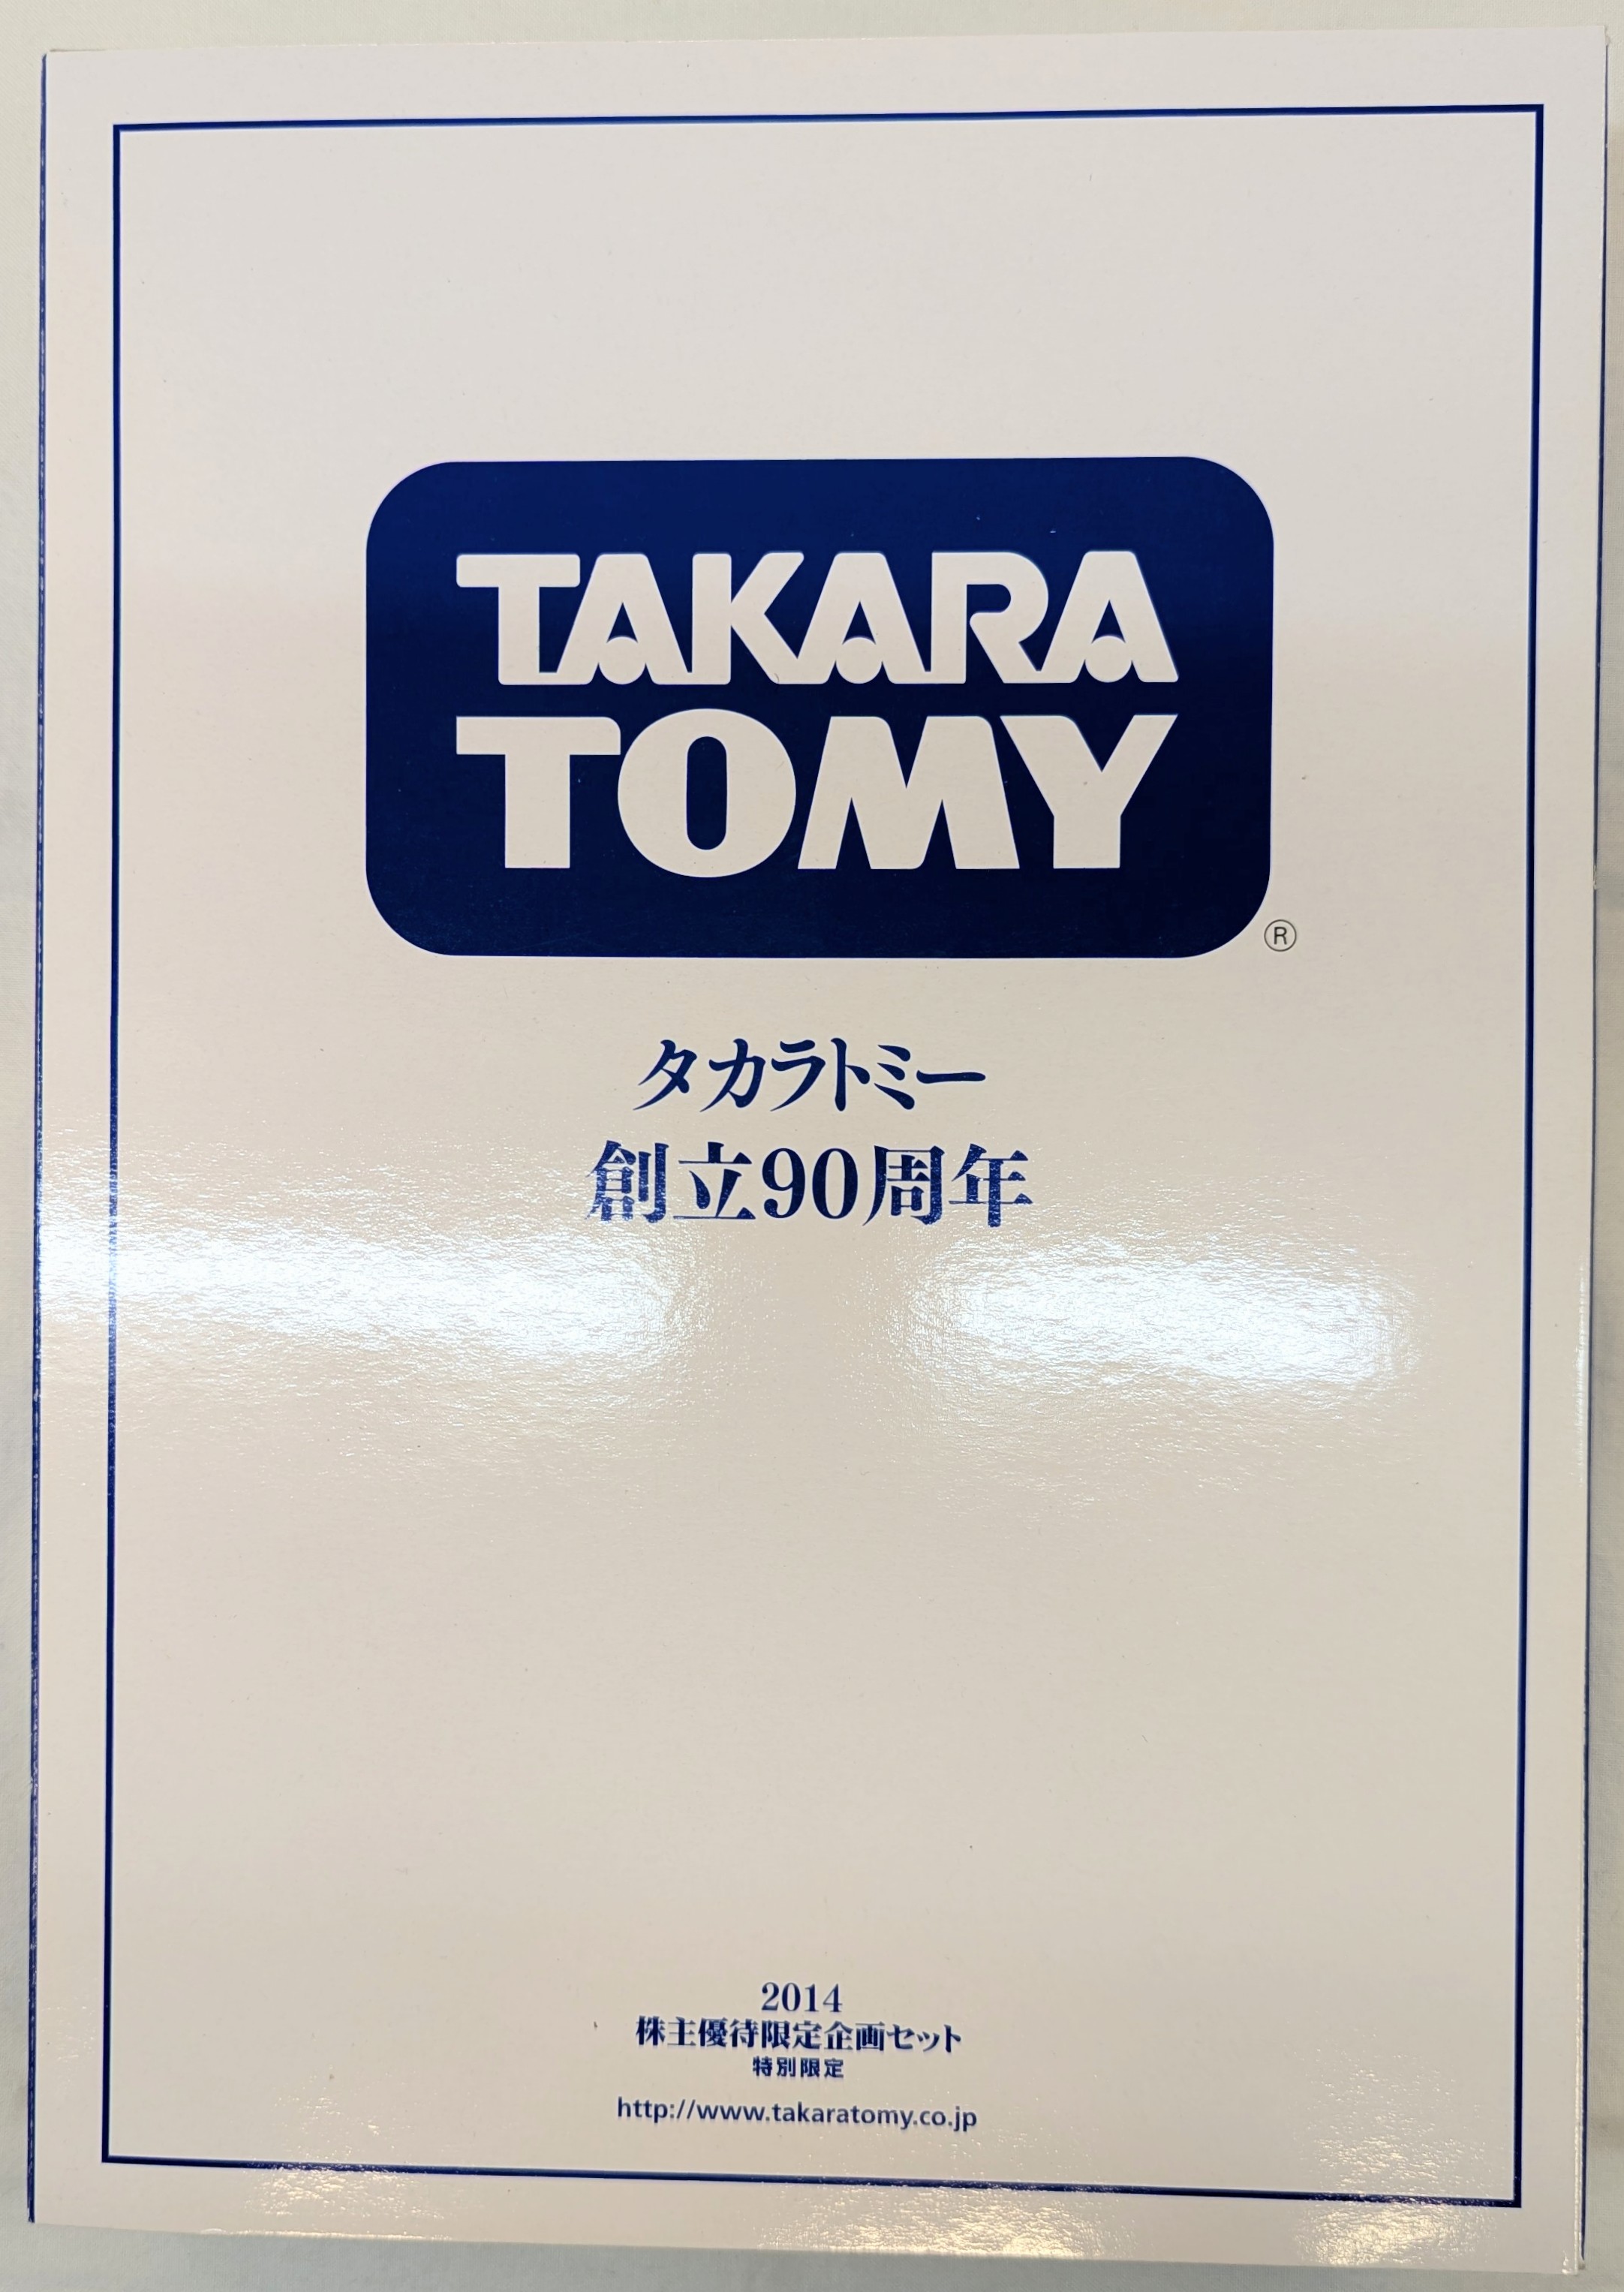 TAKARA
TOMY
®
タカラトミー
創立90周年
2014
株主優待限定企画セット
特別限定
http://www.takaratomy.co.jp